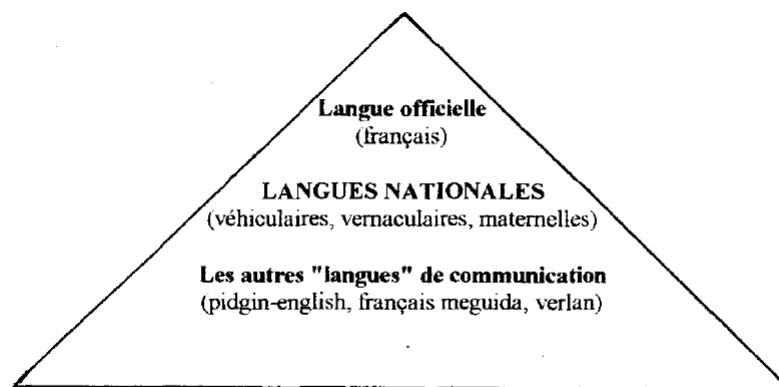 Langue officielle
(français)
LANGUES NATIONALES
(véhiculaires, vernaculaires, maternelles)
Les autres "langues" de communication
(pidgin-english, français meguida, verlan)